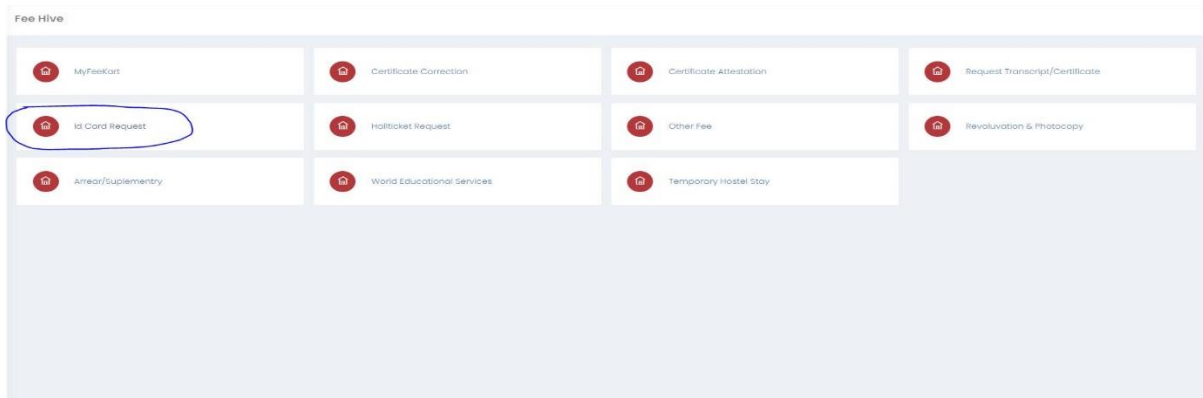 Fee Hive
MyFeeKart
Certificate Correction
Certificate Attestation
Request Transcript/Certificate
Id Card Request
Hallticket Request
Other Fee
Revoluvation & Photocopy
Arrear/Suplementry
World Educational Services
Temporary Hostel Stay